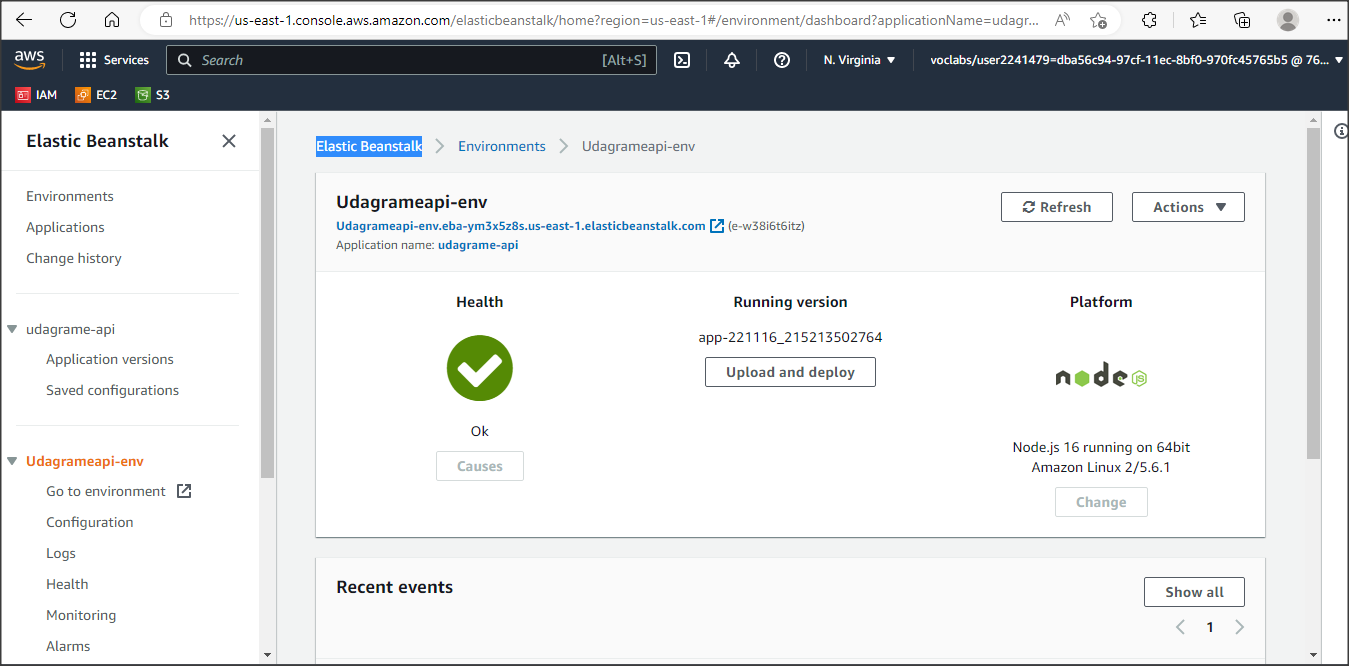 https://us-east-1.console.aws.amazon.com/elasticbeanstalk/home?region=us-east-1#/environment/dashboard?applicationName=udagr...
aws
Services
Search
[Alt+S]
N. Virginia
voclabs/user2241479=dba56c94-97cf-11ec-8bf0-970fc45765b5 @ 76...
IAM
EC2
S3
Elastic Beanstalk
Environments
Applications
Change history
udagrame-api
Application versions
Saved configurations
Udagrameapi-env
Go to environment
Configuration
Logs
Health
Monitoring
Alarms
Elastic Beanstalk > Environments > Udagrameapi-env
Udagrameapi-env
Udagrameapi-env.eba-ym3x5z8s.us-east-1.elasticbeanstalk.com (e-w38i6t6itz)
Application name: udagrame-api
Refresh
Actions
Health
Ok
Causes
Running version
app-221116_215213502764
Upload and deploy
Platform
node JS
Node.js 16 running on 64bit
Amazon Linux 2/5.6.1
Change
Recent events
Show all
1